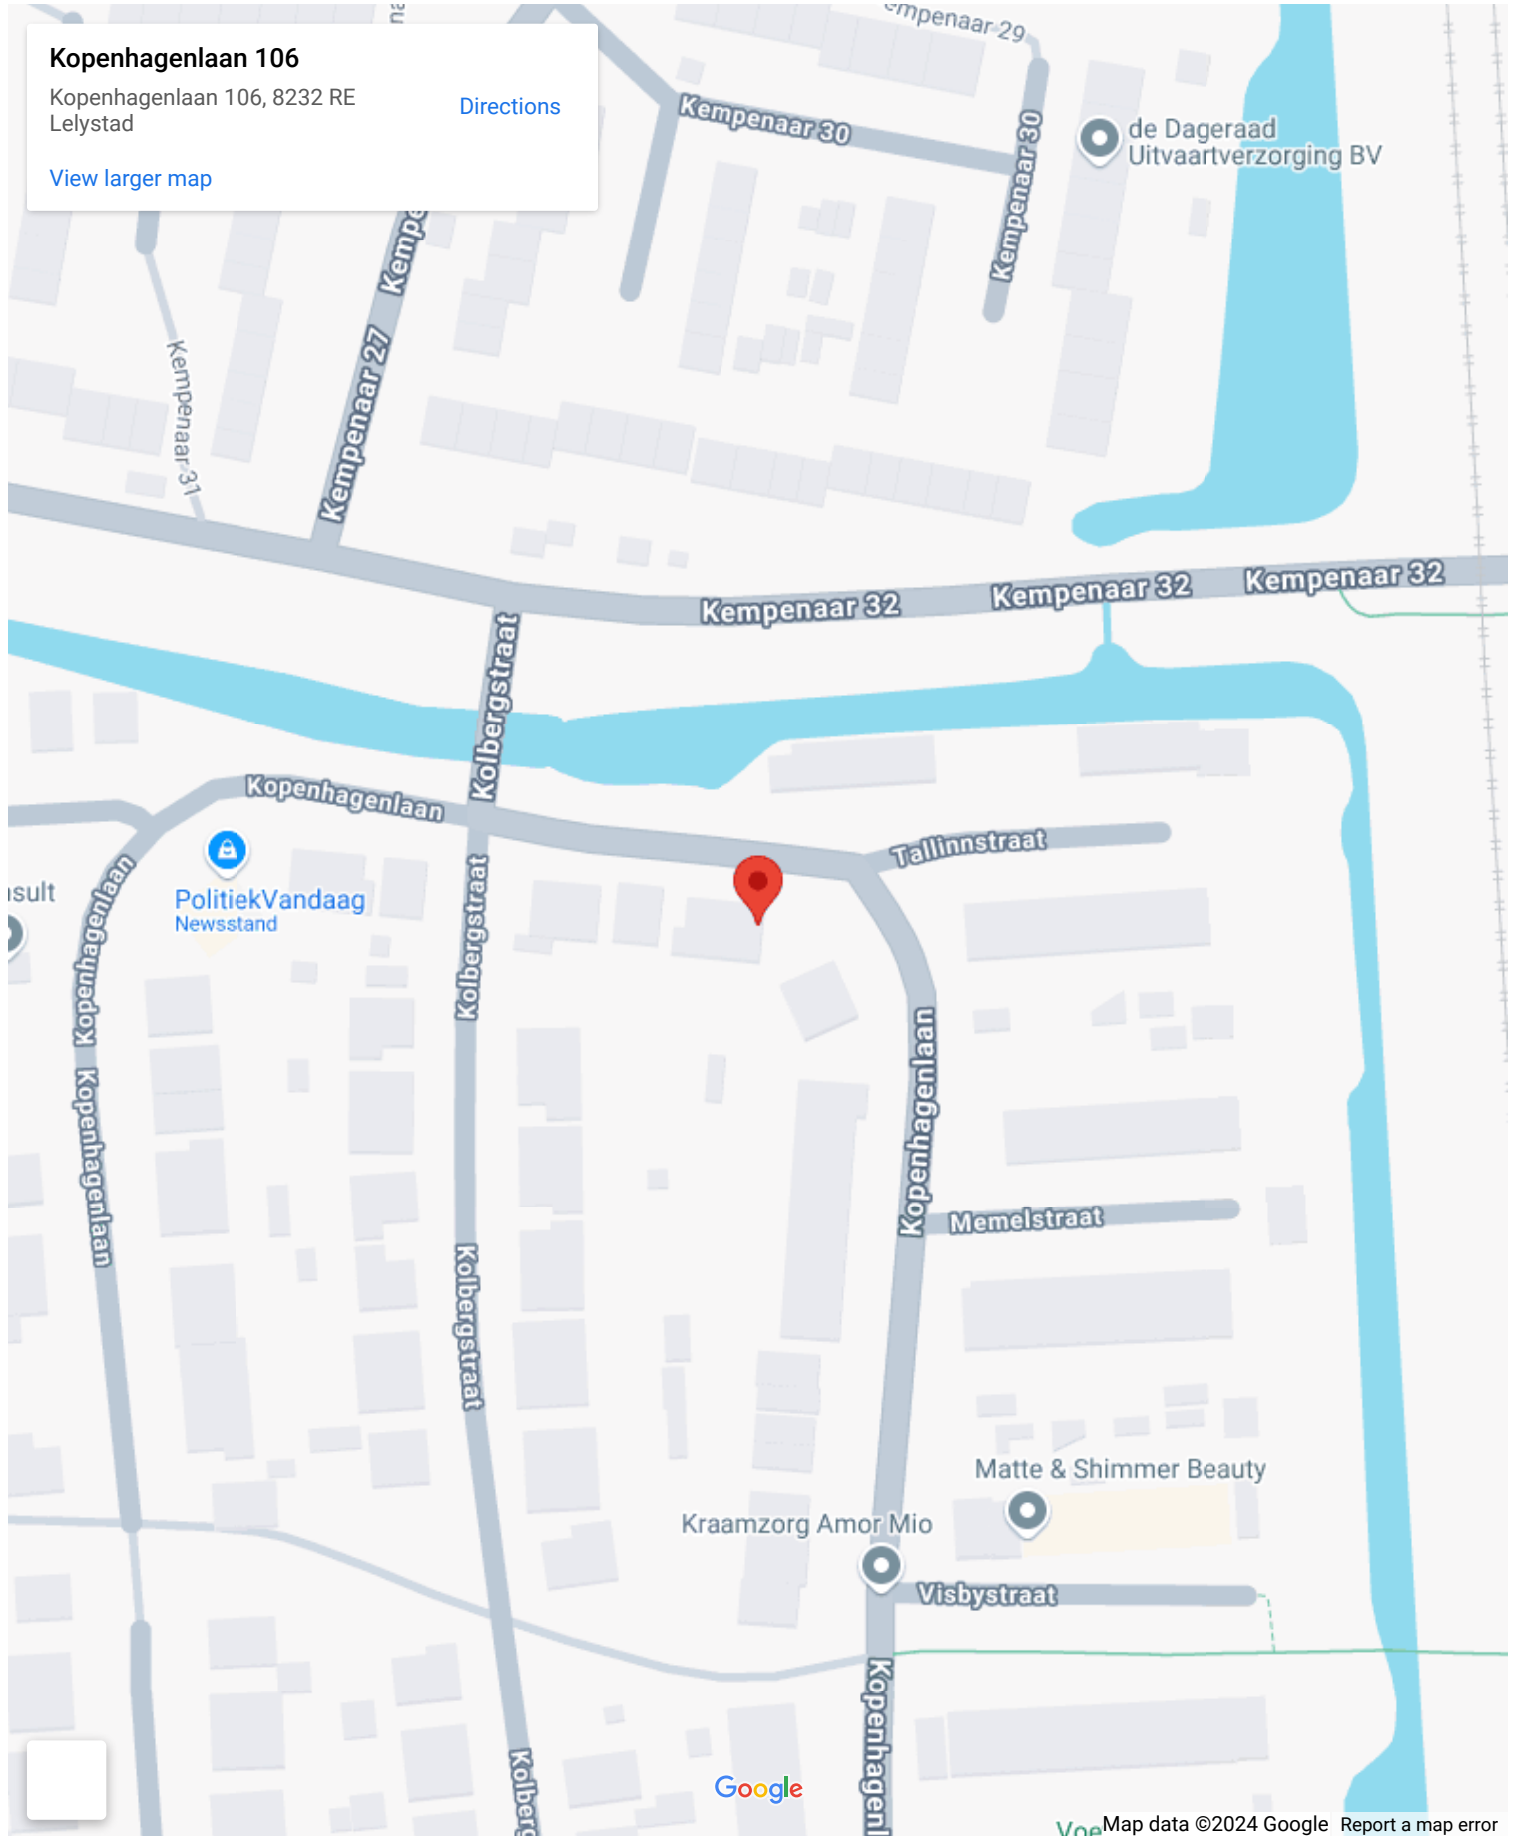 Kopenhagenlaan 106
Kopenhagenlaan 106, 8232 RE
Lelystad
Directions
View larger map
Kempenaar 30
Kempenaar 30
de Dageraad
Uitvaartverzorging BV
Kempenaar 27
Kempenaar 31
Kempenaar 32
Kempenaar 32
Kempenaar 32
Kolbergstraat
Kopenhagenlaan
Tallinnstraat
Kopenhagenlaan
PolitiekVandaag
Newsstand
Kolbergstraat
Kopenhagenlaan
Kopenhagenlaan
Memelstraat
Kolbergstraat
Matte & Shimmer Beauty
Kraamzorg Amor Mio
Visbystraat
Google
Map data ©2024 Google
Report a map error